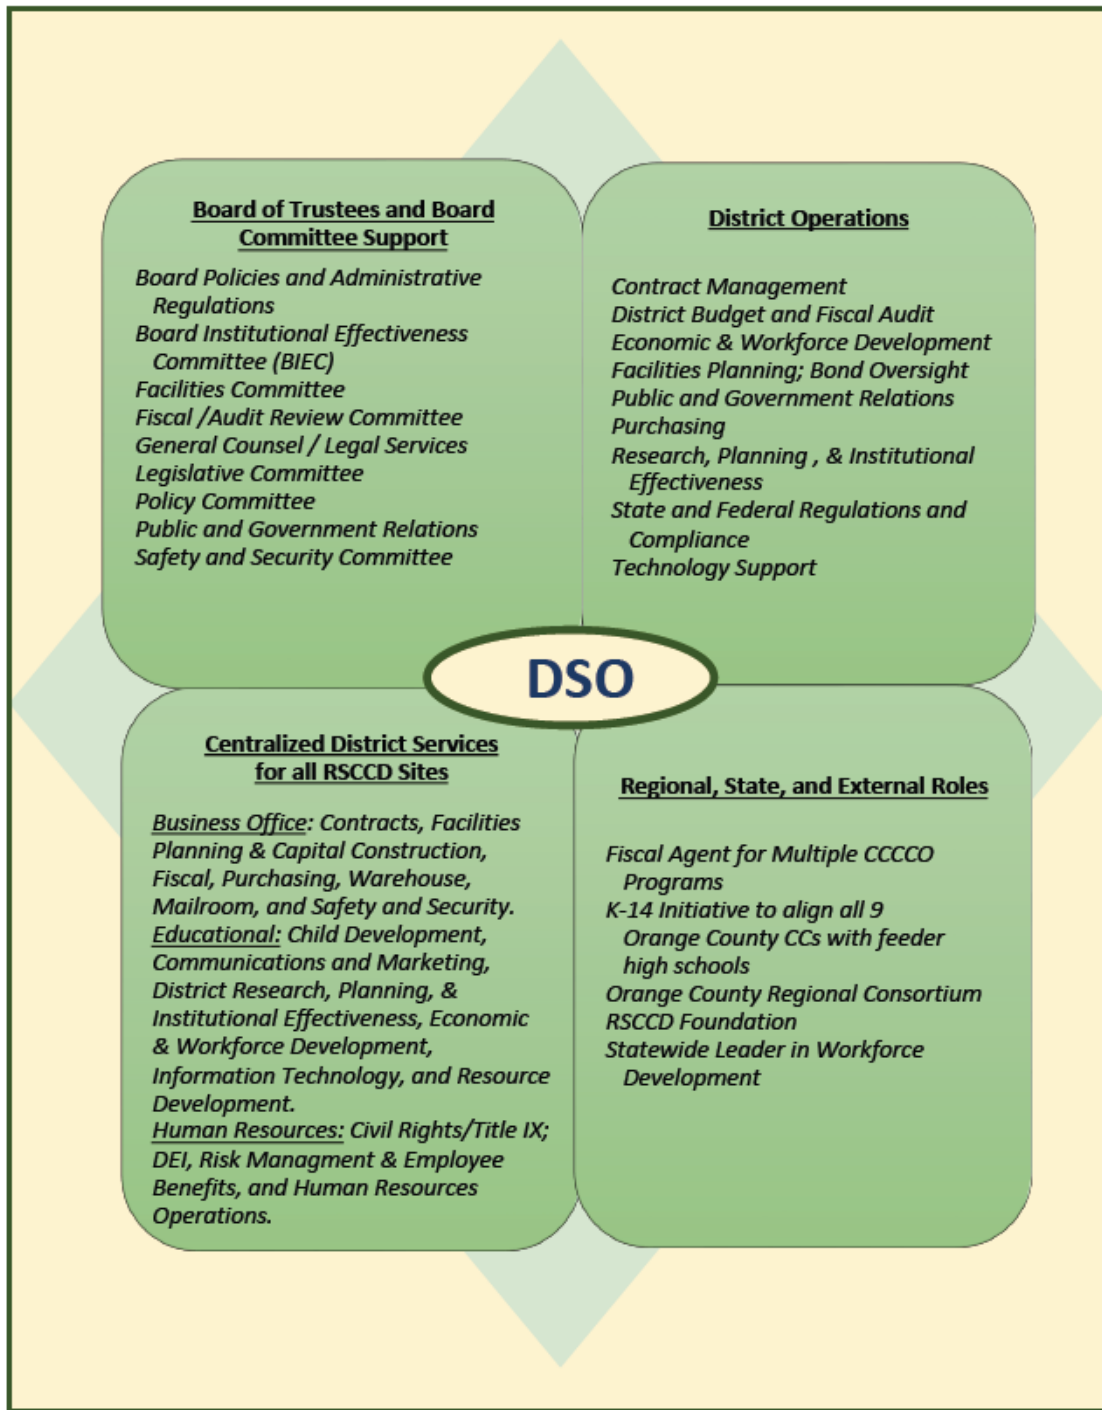 Board of Trustees and Board
Committee Support
Board Policies and Administrative
Regulations
Board Institutional Effectiveness
Committee (BIEC)
Facilities Committee
Fiscal /Audit Review Committee
General Counsel / Legal Services
Legislative Committee
Policy Committee
Public and Government Relations
Safety and Security Committee
District Operations
Contract Management
District Budget and Fiscal Audit
Economic & Workforce Development
Facilities Planning; Bond Oversight
Public and Government Relations
Purchasing
Research, Planning , & Institutional
Effectiveness
State and Federal Regulations and
Compliance
Technology Support
DSO
Centralized District Services
for all RSCCD Sites
Business Office: Contracts, Facilities
Planning & Capital Construction,
Fiscal, Purchasing, Warehouse,
Mailroom, and Safety and Security.
Educational: Child Development,
Communications and Marketing,
District Research, Planning, &
Institutional Effectiveness, Economic
& Workforce Development,
Information Technology, and Resource
Development.
Human Resources: Civil Rights/Title IX;
DEI, Risk Managment & Employee
Benefits, and Human Resources
Operations.
Regional, State, and External Roles
Fiscal Agent for Multiple CCCCO
Programs
K-14 Initiative to align all 9
Orange County CCs with feeder
high schools
Orange County Regional Consortium
RSCCD Foundation
Statewide Leader in Workforce
Development